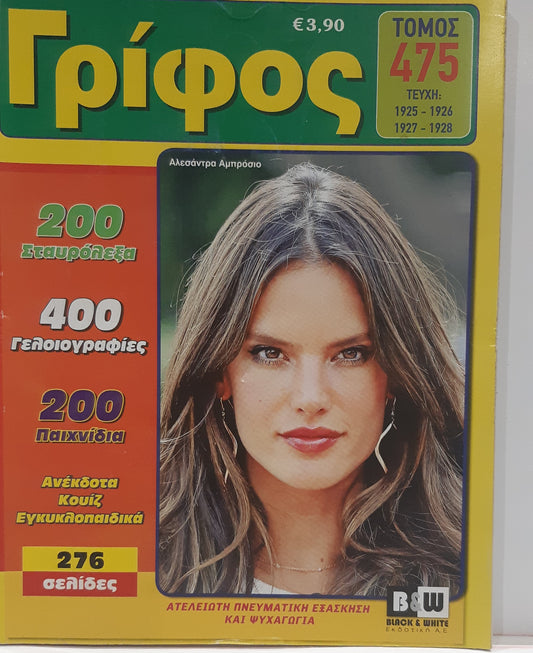 Γρίφος
€ 3,90
ΤΟΜΟΣ
475
ΤΕΥΧΗ:
1925 - 1926
1927 - 1928
Αλεσάντρα Αμπρόσιο
200
Σταυρόλεξα
400
Γελοιογραφίες
200
Παιχνίδια
Ανέκδοτα
Κουίζ
Εγκυκλοπαιδικά
276
σελίδες
ΑΤΕΛΕΙΩΤΗ ΠΝΕΥΜΑΤΙΚΗ ΕΞΑΣΚΗΣΗ
ΚΑΙ ΨΥΧΑΓΩΓΙΑ
B&W
BLACK & WHITE
Εκδοτική Α.Ε.